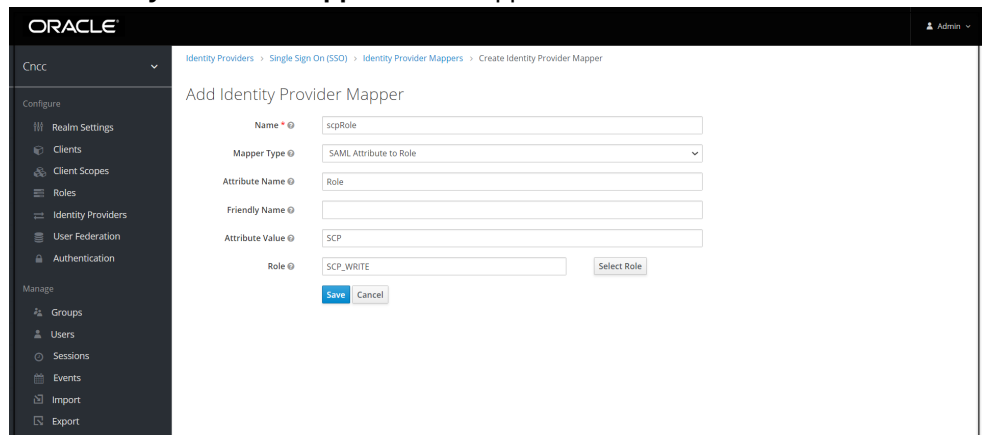 ORACLE
Admin
Cncc
Identity Providers > Single Sign On (SSO) > Identity Provider Mappers > Create Identity Provider Mapper
Add Identity Provider Mapper
Configure
Realm Settings
Clients
Client Scopes
Roles
Identity Providers
User Federation
Authentication
Manage
Groups
Users
Sessions
Events
Import
Export
Name *
scpRole
Mapper Type
SAML Attribute to Role
Attribute Name
Role
Friendly Name
Attribute Value
SCP
Role
SCP_WRITE
Select Role
Save
Cancel